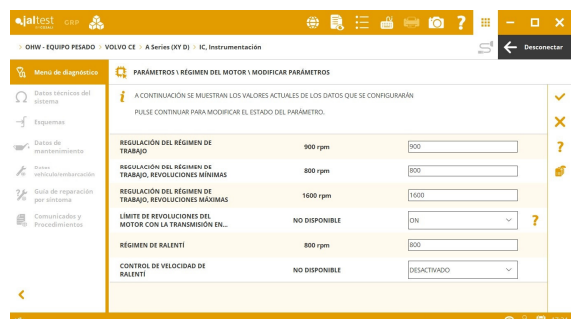 jaltest GRP
OHW - EQUIPO PESADO > VOLVO CE > A Series (XY D) > IC, Instrumentación
Desconectar
Menú de diagnóstico
PARÁMETROS \ RÉGIMEN DEL MOTOR \ MODIFICAR PARÁMETROS
Datos técnicos del
sistema
Esquemas
Datos de
mantenimiento
Datos
vehículo/embarcación
Guía de reparación
por síntoma
Comunicados y
Procedimientos
A CONTINUACIÓN SE MUESTRAN LOS VALORES ACTUALES DE LOS DATOS QUE SE CONFIGURARÁN
PULSE CONTINUAR PARA MODIFICAR EL ESTADO DEL PARÁMETRO.
REGULACIÓN DEL RÉGIMEN DE
TRABAJO 900 rpm 900
REGULACIÓN DEL RÉGIMEN DE
TRABAJO, REVOLUCIONES MÍNIMAS 800 rpm 800
REGULACIÓN DEL RÉGIMEN DE
TRABAJO, REVOLUCIONES MÁXIMAS 1600 rpm 1600
LÍMITE DE REVOLUCIONES DEL
MOTOR CON LA TRANSMISIÓN EN... NO DISPONIBLE ON
RÉGIMEN DE RALENTÍ 800 rpm 800
CONTROL DE VELOCIDAD DE
RALENTÍ NO DISPONIBLE DESACTIVADO